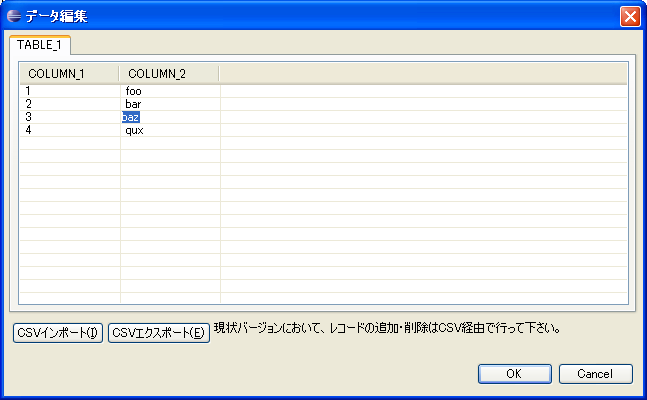 データ編集
TABLE_1
COLUMN_1 COLUMN_2
1 foo
2 bar
3 baz
4 qux
CSVインポート(I) CSVエクスポート(E) 現状バージョンにおいて、レコードの追加・削除はCSV経由で行って下さい。
OK Cancel